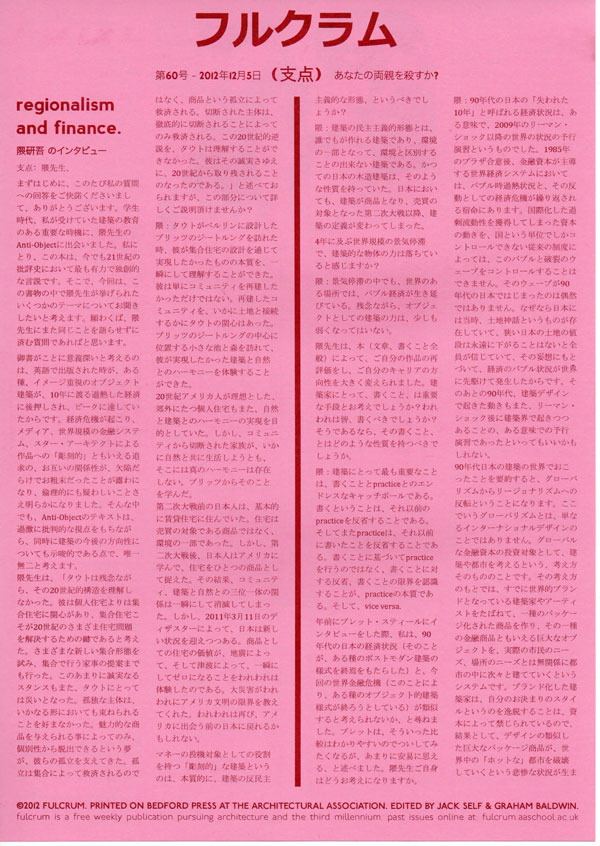 フルクラム
第60号 – 2012年12月5日 （支点） あなたの両親を殺すか?
regionalism
and finance.
隈研吾 のインタビュー
支点: 隈先生、
まずはじめに、このたび私の質問
への回答をご快諾くださいまし
て、ありがとうございます。学生
時代、私が受けていた建築の教育
のある重要な時機に、隈先生の
Anti-Objectに出会いました。私に
とり、この本は、今でも21世紀の
批評史において最も有力で独創的
な言説です。そこで、今回は、こ
の書物の中で隈先生が挙げられた
いくつかのテーマについてお聞き
したいと考えます。願わくば、隈
先生にまた同じことを語らせずに
済む質問であればと思います。
御書がことに意義深いと考えるの
は、英語で出版された時が、ある
種、イメージ重視のオブジェクト
建築が、10年に渡る過熱した経済
に後押しされ、ピークに達してい
たからです。経済危機が起こり、
メディア、世界規模の金融システ
ム、スター・アーキテクトによる
作品への「彫刻的」ともいえる追
求の、お互いの関係性が、欠陥だ
らけでお粗末だったことが露わに
なり、倫理的にも疑わしいことさ
え明らかになりました。そんな中
でも、Anti-Objectのテキストは、
過激に批判的な視点をもちなが
ら、同時に建築の今後の方向性に
ついても示唆的である点で、唯一
無二と考えます。
隈先生は、「タウトは残念なが
ら、その20世紀的構造を理解し
なかった。彼は個人住宅よりは集合
住宅に関心があり、集合住宅こ
そが20世紀のさまざま住宅問題
を解決するための鍵であると考え
た。さまざまな新しい集合形態を
試み、集合で行う家事の提案まで
も行った。このあまりに誠実なる
スタンスもまた、タウトにとって
は災いとなった。孤独な主体は、
いかなる形においても束ねられる
ことを好まなかった。魅力的な商
品を与えられる事によってのみ、
個別性から脱出できるという夢
が、彼らの孤立を支えてきた。孤
立は集合によって救済されるので
はなく、商品という孤立によって
救済される。切断された主体は、
徹底的に切断されることによって
のみ救済される。この20世紀的逆
説を、タウトは理解することがで
きなかった。彼はその誠実さゆえ
に、20世紀から取り残されること
のなったのである。」と述べてお
られますが、この部分について詳
しくご説明頂けますか?
隈：タウトがベルリンに設計した
ブリッツのジートルングを訪れた
時、彼が集合住宅の設計を通じて
実現したかったものの本質を、一
瞬にして理解することができた。
彼は単にコミュニティを再建した
かっただけではない。再建したコ
ミュニティを、いかに土地と接続
するかにタウトの関心はあった。
ブリッツのジートルングの中心に
位置する小さな池と森を訪れて、
彼が実現したかった建築と自然
とのハーモニーを体験すること
ができた。
20世紀アメリカ人が理想とした、
郊外にたつ個人住宅もまた、自然
と建築とのハーモニーの実現を目
的としていた。しかし、コミュニ
ティから切断された家族が、いか
に自然と共に生活しようとも、
そこには真のハーモニーは存在
しない。ブリッツからそのこと
を学んだ。
第二次大戦前の日本人は、基本的
に賃貸住宅に住んでいた。住宅は
売買の対象である商品ではなく、
環境の一部であった。しかし、第
二次大戦後、日本人はアメリカに
学んで、住宅をひとつの商品とし
て捉えた。その結果、コミュニテ
ィ、建築と自然との三位一体の関
係は一瞬にして消滅してしまっ
た。しかし、2011年3月11日のデ
ィザスターによって、日本は新し
い状況を迎えつつある。商品とし
ての住宅の価値が、地震によっ
て、そして津波によって、一瞬に
してゼロになることをわれわれは
体験したのである。大災害がわれ
われにアメリカ文明の限界を教え
てくれた。われわれは再び、アメ
リカに出会う前の日本に戻れるか
もしれない。
マネーの投機対象としての役割
を持つ「彫刻的」な建築という
のは、本質的に、建築の反民主
主義的な形態、というべきでし
ょうか?
隈：建築の民主主義的形態とは、
誰でもが作れる建築であり、環境
の一部となって、環境と区別する
ことの出来ない建築である。かつ
ての日本の木造建築は、そのよう
な性質を持っていた。日本におい
ても、建築が商品となり、売買の
対象となった第二次大戦以降、建
築の定義が変わってしまった。
4年に及ぶ世界規模の景気停滞
で、建築的な物体の力は落ちてい
ると感じますか?
隈：景気停滞の中でも、世界のあ
る場所では、バブル経済が生き延
びている。残念ながら、オブジェ
クトとしての建築の力は、少しも
弱くなってはいない。
隈先生は、本（文章、書くこと全
般）によって、ご自分の作品の再
評価をし、ご自分のキャリアの方
向性を大きく変えられました。建
築家にとって、書くこと、は重要
な手段とお考えでしょうか?われ
われは皆、書くべきでしょうか?
そうであるなら、その書くこと、
とはどのような性質を持つべきで
しょうか。
隈：建築にとって最も重要なこと
は、書くこととpracticeとのエン
ドレスなキャッチボールである。
書くということは、それ以前の
practiceを反省することである。
そしてまたpracticeは、それ以前
に書いたことを反省することであ
る。書くことに基づいてpractice
を行うのではなく、書くことに対
する反省、書くことの限界を認識
することが、practiceの本質であ
る。そして、vice versa.
年前にブレット・スティールにイ
ンタビューをした際、私は、90
年代の日本の経済状況（そのこと
が、ある種のポストモダン建築の
様式を終焉をもたらした）と、今
回の世界金融危機（このことによ
り、ある種のオブジェクト的建築
様式が終ろうとしている）が類似
すると考えられないか、と尋ねま
した。ブレットは、そういった比
較はわかりやすいのでついしてみ
たくなるが、あまりに安易に思え
る、と述べました。隈先生ご自身
はどうお考えになりますか。
隈：90年代の日本の「失われた
10年」と呼ばれる経済状況は、あ
る意味で、2009年のリーマン・
ショック以降の世界の状況の予行
演習というものでした。1985年
のプラザ合意後、金融資本が主導
する世界経済システムにおいて
は、バブル時過熱状況と、その反
動としての経済危機が繰り返され
る宿命にあります。国際化した過
剰流動性を獲得してしまった資本
の動きを、国という単位でしかコ
ントロールできない従来の制度に
よっては、このバブルと破裂のウ
ェーブをコントロールすることは
できません。そのウェーブが90
年代の日本ではじまったのは偶然
ではありません。なぜなら日本に
は当時、土地神話というものが存
在していて、狭い日本の土地の値
段は永遠に下がることはないと全
員が信じていて、その妄想にもと
づいて、経済のバブル状況が世界
に先駆けて発生したからです。そ
のあとの90年代、建築デザイン
で起きた動きもまた、リーマン・
ショック後に建築界で起きつつ
あることの、ある意味での予行
演習であったといってもいいかも
しれない。
90年代日本の建築の世界でおこ
ったことを要約すると、グローバ
リズムからリージョナリズムへの
反転ということになります。ここ
でいうグローバリズムとは、単な
るインターナショナルデザインの
ことではありません。グローバル
な金融資本の投資対象として、建
築や都市を考えるという、考え方
そのもののことです。その考え方
のもとでは、すでに世界的ブラン
ドとなっている建築家やアーティ
ストをたばねて、一種のパッケー
ジ化された商品を作り、その一種
の金融商品ともいえる巨大なオブ
ジェクトを、実際の市民のニー
ズ、場所のニーズとは無関係に都
市の中に次々と建てていくという
システムです。ブランド化した建
築家は、自分のお決まりのスタイ
ルというのを逸脱することは、資
本によって禁じられているので、
結果として、デザインの類似し
た巨大なパッケージ商品が、世
界中の「ホットな」都市を破壊
していくという悲惨な状況が生ま
©2012 FULCRUM. PRINTED ON BEDFORD PRESS AT THE ARCHITECTURAL ASSOCIATION. EDITED BY JACK SELF & GRAHAM BALDWIN.
fulcrum is a free weekly publication pursuing architecture and the third millennium. past issues online at: fulcrum.aaschool.ac.uk